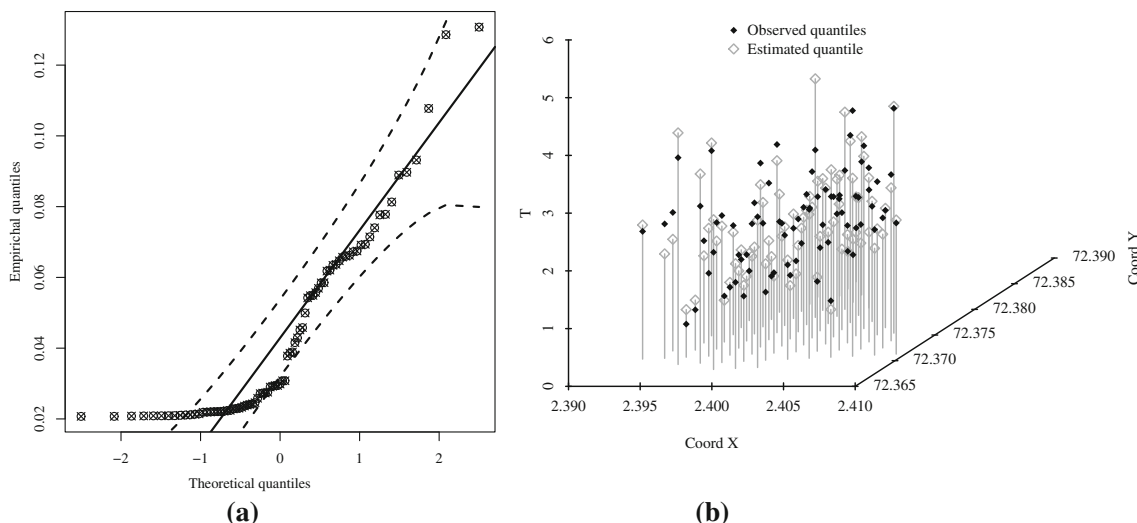 Empirichal quantiles
0.02 0.04 0.06 0.08 0.10 0.12
−2 −1 0 1 2
Theoretical quantiles
(a)
Observed quantiles
Estimated quantile
T
0 1 2 3 4 5 6
2.390 2.395 2.400 2.405 2.410
Coord X
72.365
72.370
72.375
72.380
72.385
72.390
Coord Y
(b)